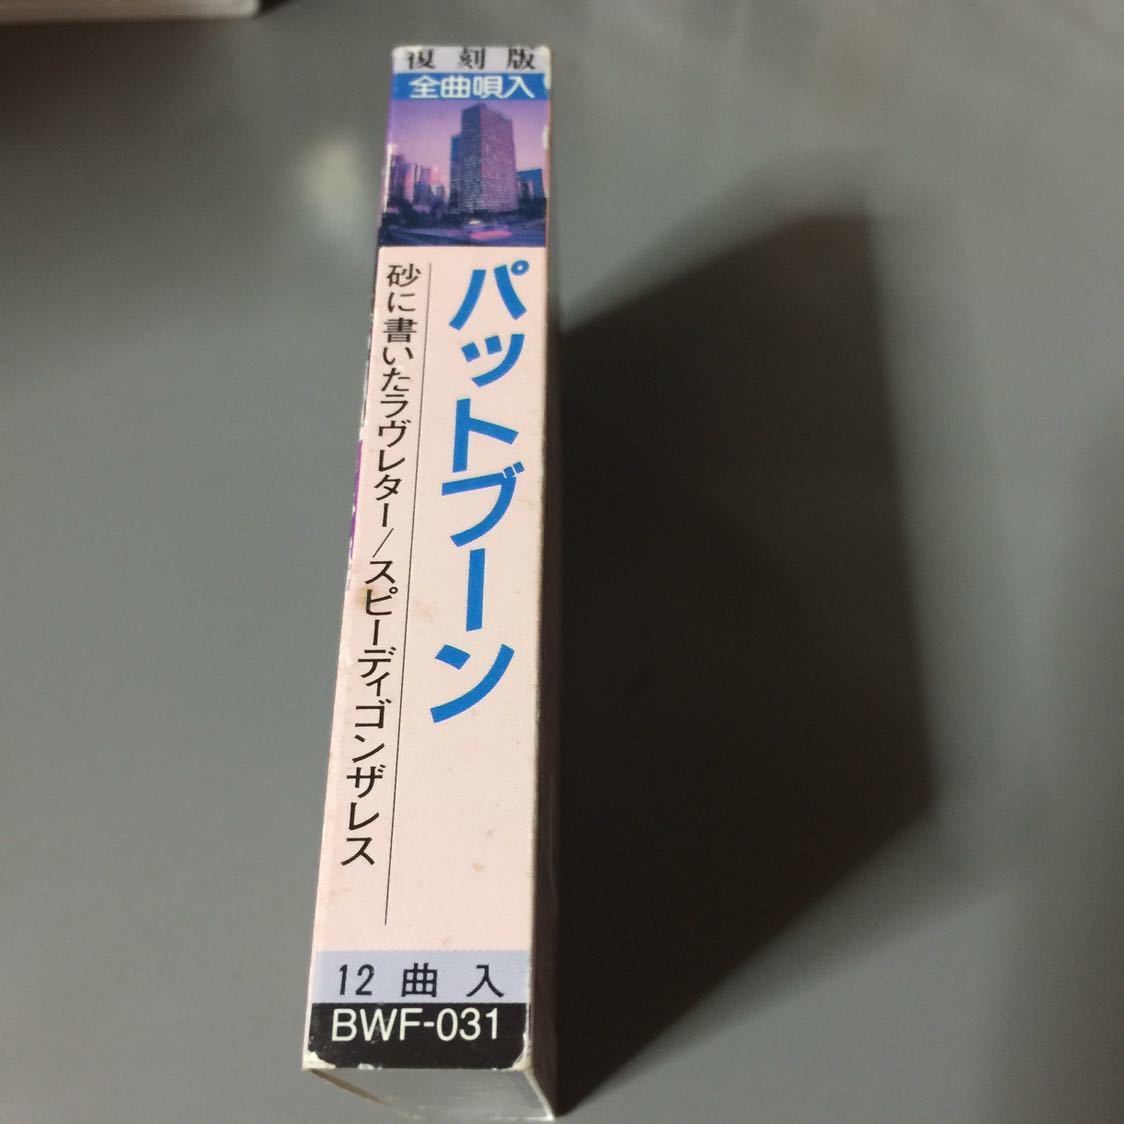 復刻版
全曲唄入
パットブーン
砂に書いたラヴレター/スピーディゴンザレス
12曲入
BWF-031